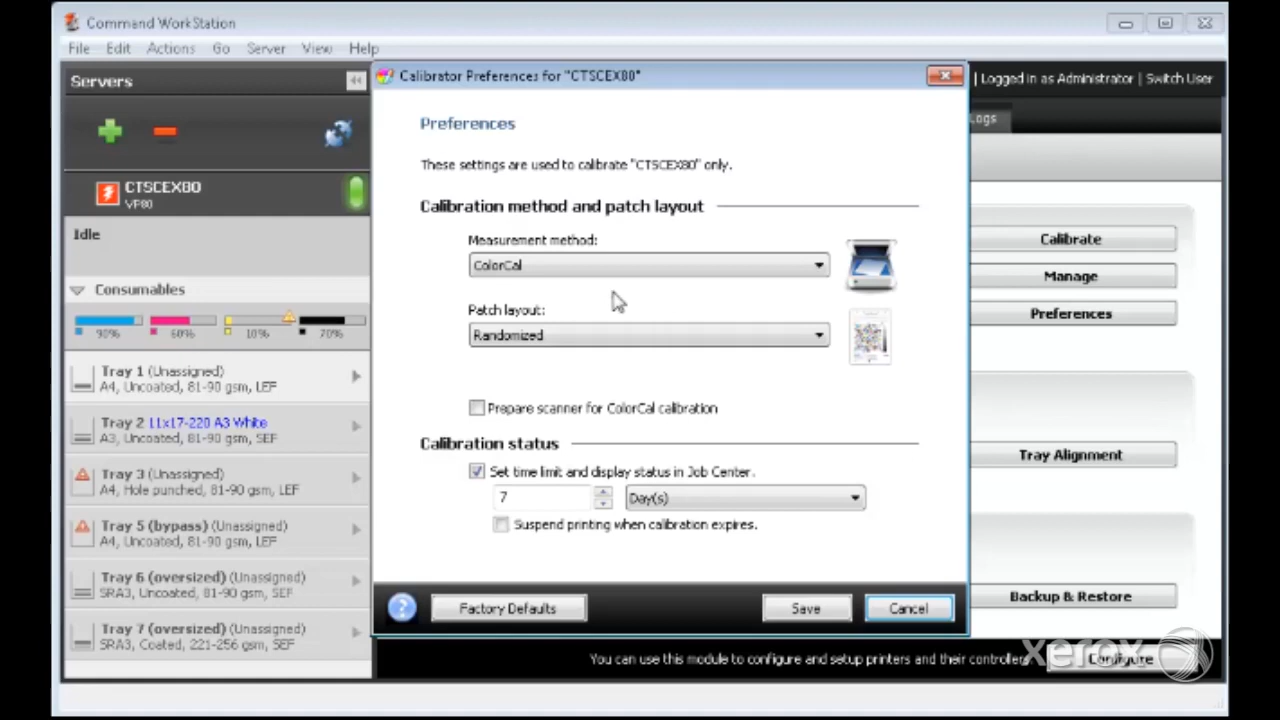 Command WorkStation
File Edit Actions Go Server View Help
Servers
Calibrator Preferences for "CTSCEX80"
| Logged in as Administrator | Switch User
Logs
CTSCEX80
VP80
Idle
Consumables
90% 60% 10% 70%
Tray 1 (Unassigned)
A4, Uncoated, 81-90 gsm, LEF
Tray 2 11x17-220 A3 White
A3, Uncoated, 81-90 gsm, SEF
Tray 3 (Unassigned)
A4, Hole punched, 81-90 gsm, LEF
Tray 5 (bypass) (Unassigned)
A4, Uncoated, 81-90 gsm, LEF
Tray 6 (oversized) (Unassigned)
SRA3, Uncoated, 81-90 gsm, SEF
Tray 7 (oversized) (Unassigned)
SRA3, Coated, 221-256 gsm, SEF
Preferences
These settings are used to calibrate "CTSCEX80" only.
Calibration method and patch layout
Measurement method:
ColorCal
Patch layout:
Randomized
Prepare scanner for ColorCal calibration
Calibration status
Set time limit and display status in Job Center.
7 Day(s)
Suspend printing when calibration expires.
? Factory Defaults Save Cancel
Calibrate
Manage
Preferences
Tray Alignment
Backup & Restore
You can use this module to configure and setup printers and their controllers.
Configure
xerox